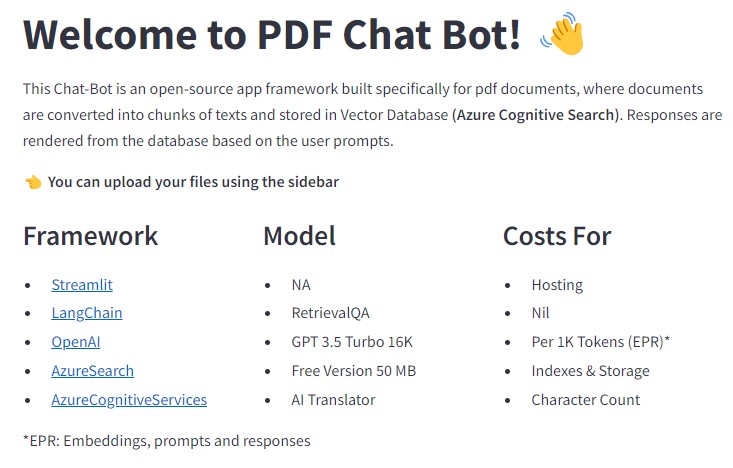 Welcome to PDF Chat Bot! 👋
This Chat-Bot is an open-source app framework built specifically for pdf documents, where documents
are converted into chunks of texts and stored in Vector Database (Azure Cognitive Search). Responses are
rendered from the database based on the user prompts.
👈 You can upload your files using the sidebar
Framework
• Streamlit
• LangChain
• OpenAI
• AzureSearch
• AzureCognitiveServices
Model
• NA
• RetrievalQA
• GPT 3.5 Turbo 16K
• Free Version 50 MB
• AI Translator
Costs For
• Hosting
• Nil
• Per 1K Tokens (EPR)*
• Indexes & Storage
• Character Count
*EPR: Embeddings, prompts and responses